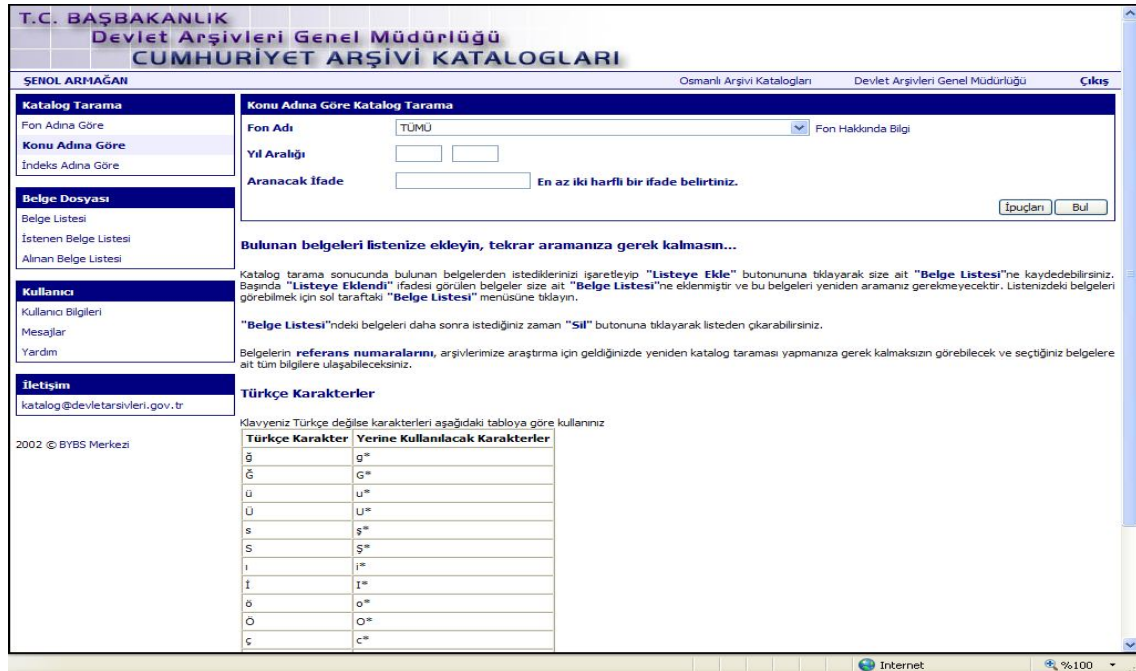 T.C. BAŞBAKANLIK
Devlet Arşivleri Genel Müdürlüğü
CUMHURİYET ARŞİVİ KATALOGLARI
ŞENOL ARMAĞAN
Osmanlı Arşivi Katalogları
Devlet Arşivleri Genel Müdürlüğü
Çıkış
Katalog Tarama
Fon Adına Göre
Konu Adına Göre
İndeks Adına Göre
Belge Dosyası
Belge Listesi
İstenen Belge Listesi
Alınan Belge Listesi
Kullanıcı
Kullanıcı Bilgileri
Mesajlar
Yardım
İletişim
katalog@devletarsivleri.gov.tr
2002 © BYBS Merkezi
Konu Adına Göre Katalog Tarama
Fon Adı TÜMÜ Fon Hakkında Bilgi
Yıl Aralığı
Aranacak İfade En az iki harfli bir ifade belirtiniz.
İpuçları Bul
Bulunan belgeleri listenize ekleyin, tekrar aramanıza gerek kalmasın...
Katalog tarama sonucunda bulunan belgelerden istediklerinizi işaretleyip "Listeye Ekle" butonununa tıklayarak size ait "Belge Listesi"ne kaydedebilirsiniz.
Başında "Listeye Eklendi" ifadesi görülen belgeler size ait "Belge Listesi"ne eklenmiştir ve bu belgeleri yeniden aramanız gerekmeyecektir. Listenizdeki belgeleri
görebilmek için sol taraftaki "Belge Listesi" menüsüne tıklayın.
"Belge Listesi"ndeki belgeleri daha sonra istediğiniz zaman "Sil" butonuna tıklayarak listeden çıkarabilirsiniz.
Belgelerin referans numaralarını, arşivlerimize araştırma için geldiğinizde yeniden katalog taraması yapmanıza gerek kalmaksızın görebilecek ve seçtiğiniz belgelere
ait tüm bilgilere ulaşabileceksiniz.
Türkçe Karakterler
Klavyeniz Türkçe değilse karakterleri aşağıdaki tabloya göre kullanınız
Türkçe Karakter Yerine Kullanılacak Karakterler
ğ g*
Ğ G*
ü u*
Ü U*
s ş*
S Ş*
ı i*
İ I*
ö o*
Ö O*
ç c*
Internet %100